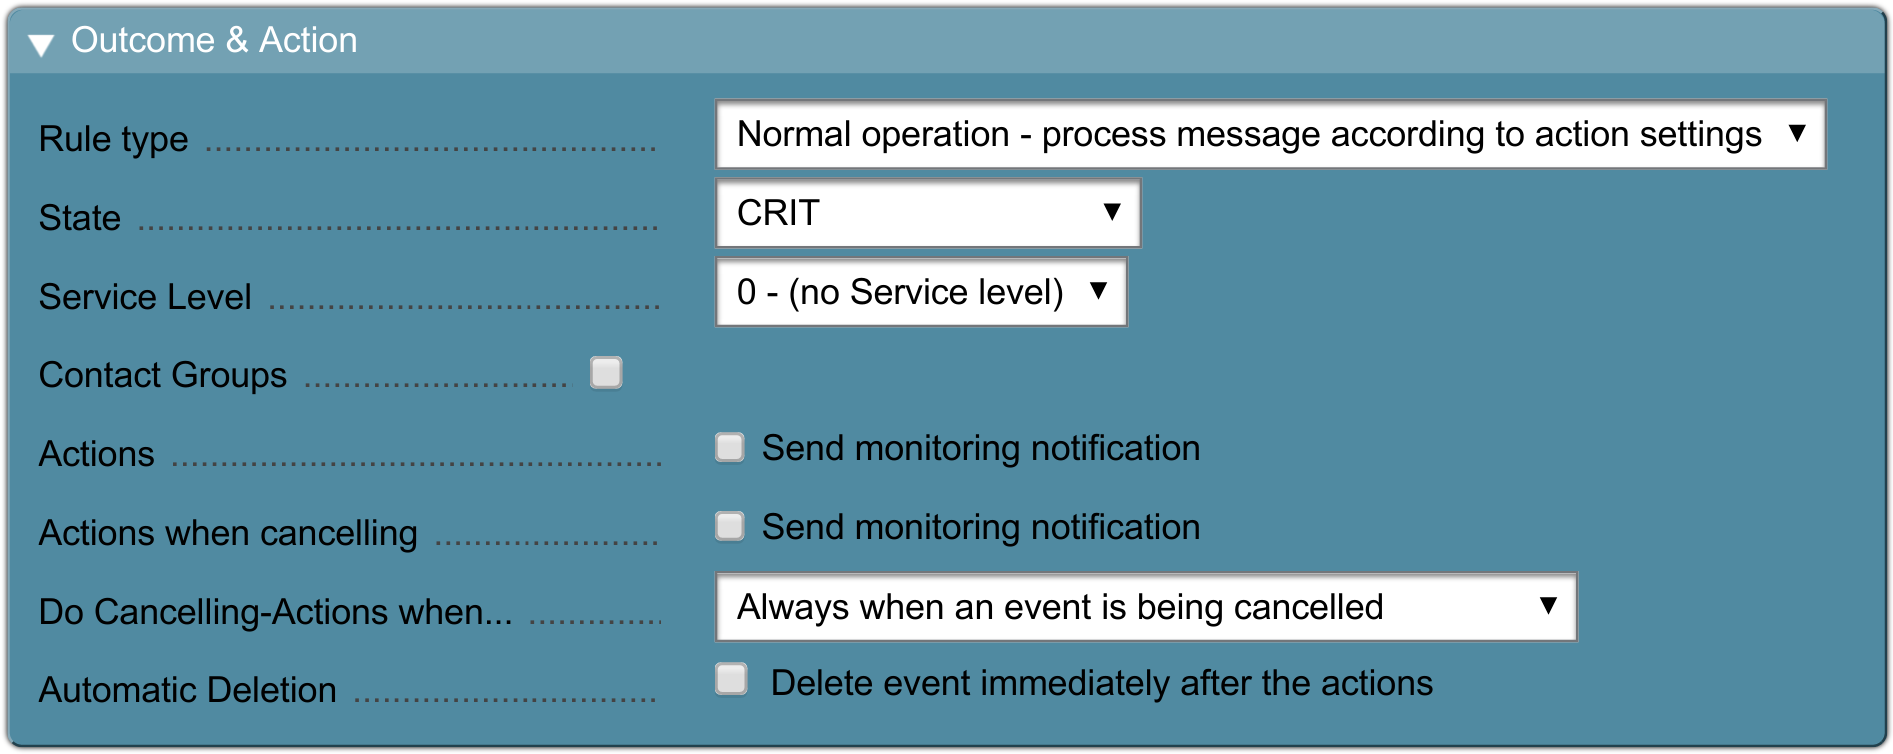 Outcome & Action
Rule type Normal operation - process message according to action settings
State CRIT
Service Level 0 - (no Service level)
Contact Groups
Actions Send monitoring notification
Actions when cancelling Send monitoring notification
Do Cancelling-Actions when... Always when an event is being cancelled
Automatic Deletion Delete event immediately after the actions